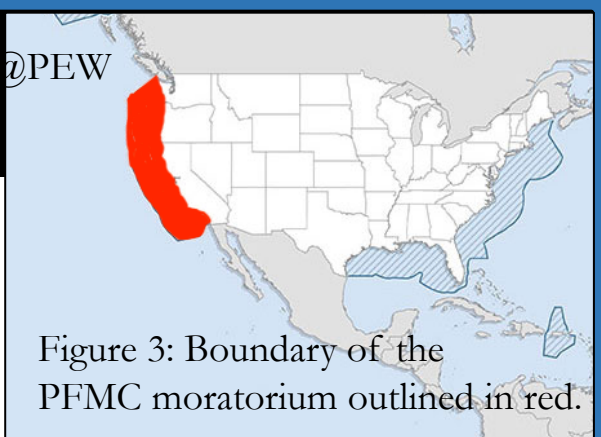 @PEW
Figure 3: Boundary of the
PFMC moratorium outlined in red.